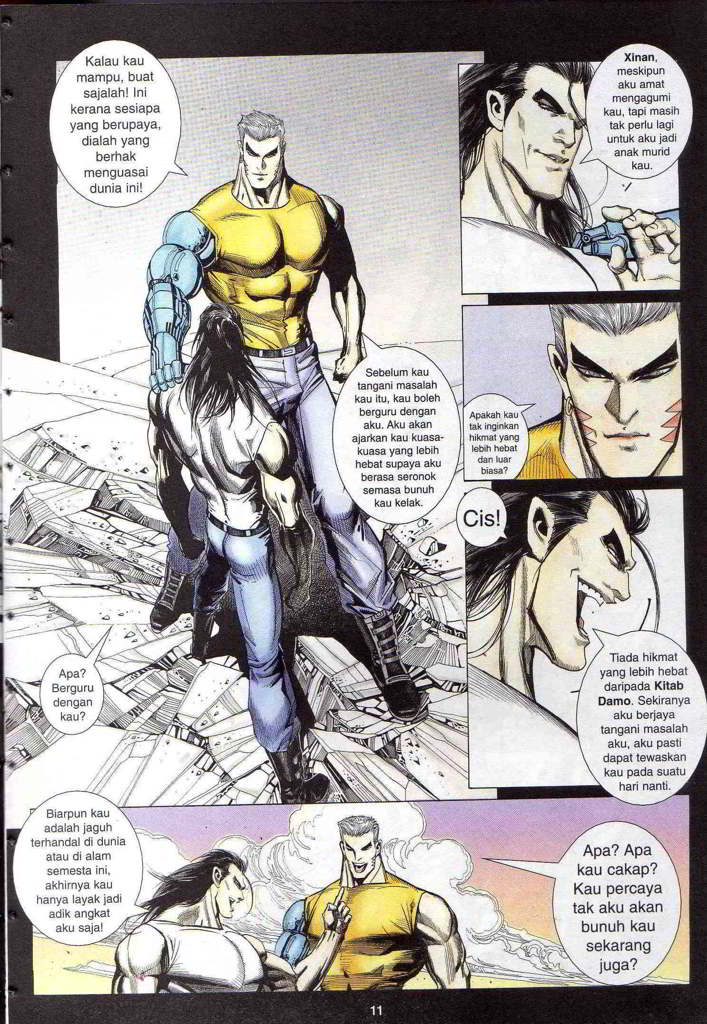 Kalau kau
mampu, buat
sajalah! Ini
kerana sesiapa
yang berupaya,
dialah yang
berhak
menguasai
dunia ini!
Sebelum kau
tangani masalah
kau itu, kau boleh
berguru dengan
aku. Aku akan
ajarkan kau kuasa-
kuasa yang lebih
hebat supaya aku
berasa seronok
semasa bunuh
kau kelak.
Apa?
Berguru
dengan
kau?
Xinan,
meskipun
aku amat
mengagumi
kau, tapi masih
tak perlu lagi
untuk aku jadi
anak murid
kau.
Apakah kau
tak inginkan
hikmat yang
lebih hebat
dan luar
biasa?
Cis!
Tiada hikmat
yang lebih hebat
daripada Kitab
Damo. Sekiranya
aku berjaya
tangani masalah
aku, aku pasti
dapat tewaskan
kau pada suatu
hari nanti.
Biarpun kau
adalah jaguh
terhandal di dunia
atau di alam
semesta ini,
akhirnya kau
hanya layak jadi
adik angkat
aku saja!
Apa? Apa
kau cakap?
Kau percaya
tak aku akan
bunuh kau
sekarang
juga?
11